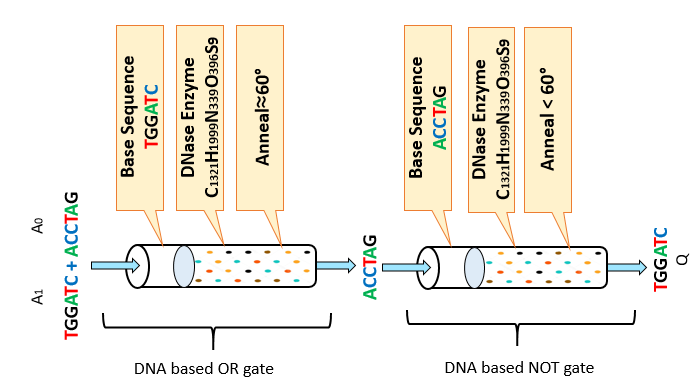 Base Sequence
TGGATC
DNase Enzyme
C1321H1999N339O396S9
Anneal≈60°
Base Sequence
ACCTAG
DNase Enzyme
C1321H1999N339O396S9
Anneal < 60°
A0
A1
TGGATC + ACCTAG
ACCTAG
TGGATC
Q
DNA based OR gate
DNA based NOT gate